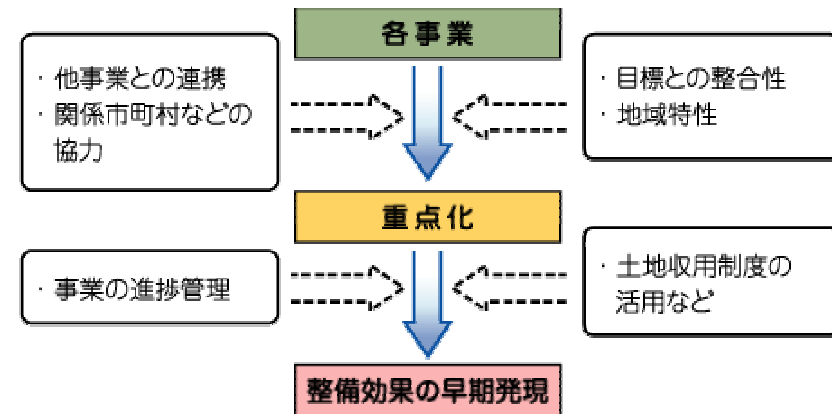 各事業
・他事業との連携
・関係市町村などの
協力
・目標との整合性
・地域特性
重点化
・事業の進捗管理
・土地収用制度の
活用など
整備効果の早期発現